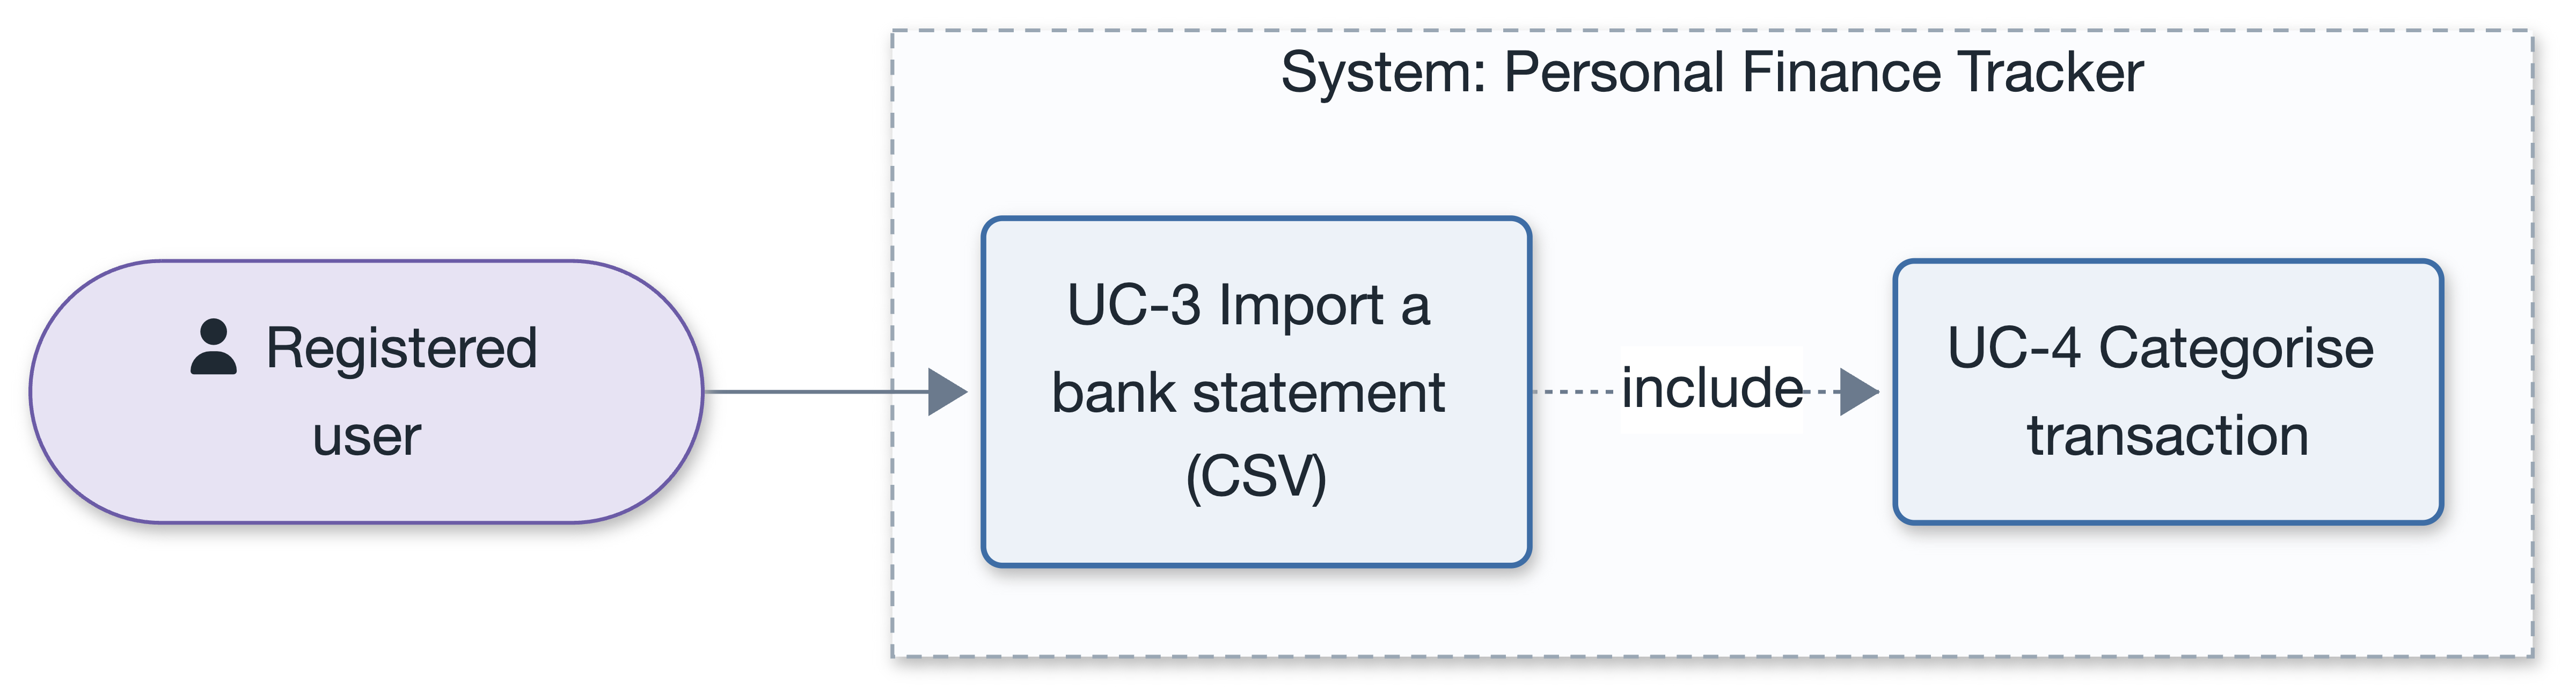 System: Personal Finance Tracker
Registered
user
UC-3 Import a
bank statement
(CSV)
include
UC-4 Categorise
transaction